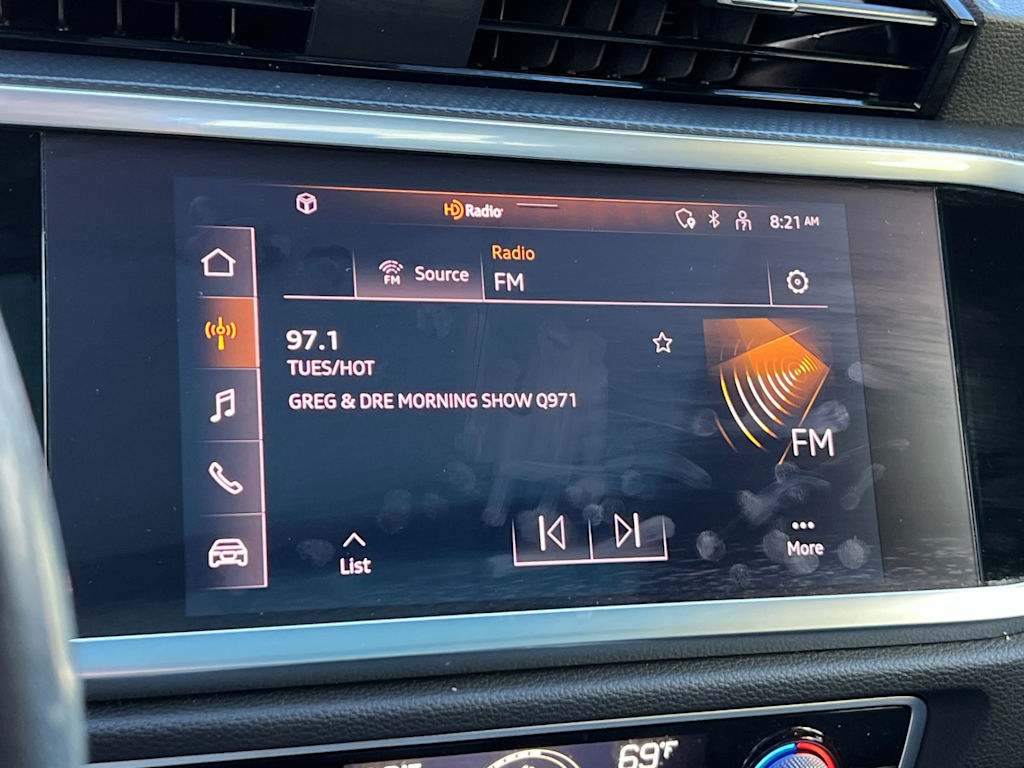 HD Radio
8:21 AM
FM
Source
Radio
FM
97.1
TUES/HOT
GREG & DRE MORNING SHOW Q971
FM
List
More
69°F